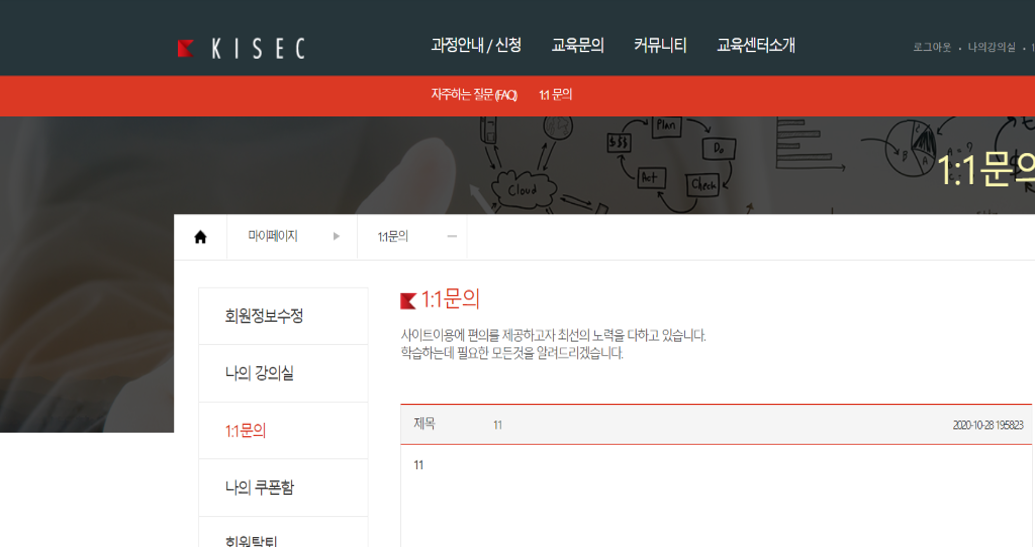 KISEC
과정안내 / 신청 교육문의 커뮤니티 교육센터소개
로그아웃 · 나의강의실 ·
자주하는 질문 (FAQ) 1:1 문의
Plan
$$$
Do
Act
Check
Cloud
B
A
1:1문의
마이페이지
1:1문의
1:1문의
사이트이용에 편의를 제공하고자 최선의 노력을 다하고 있습니다.
학습하는데 필요한 모든것을 알려드리겠습니다.
회원정보수정
나의 강의실
1:1문의
나의 쿠폰함
회원탈퇴
제목 11 2020-10-28 19:58:23
11